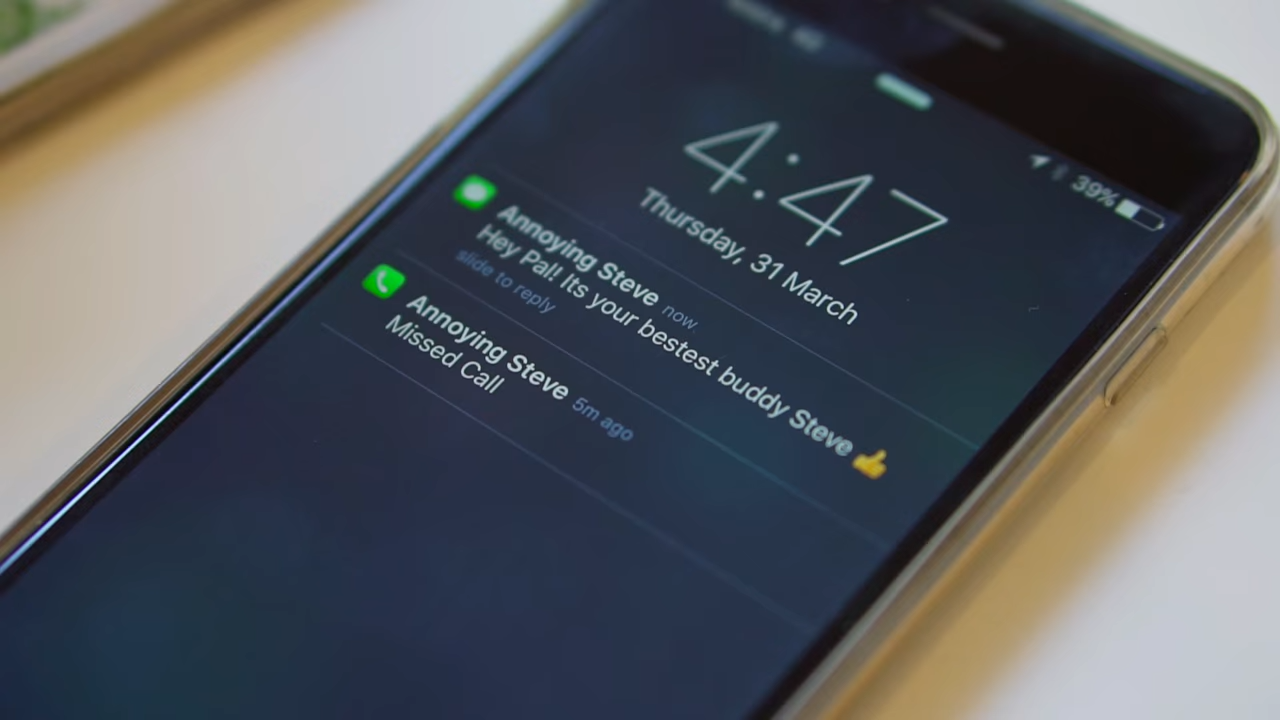 39%
4:47
Thursday, 31 March
Annoying Steve now
Hey Pal! Its your bestest buddy Steve 👍
slide to reply
Annoying Steve 5m ago
Missed Call